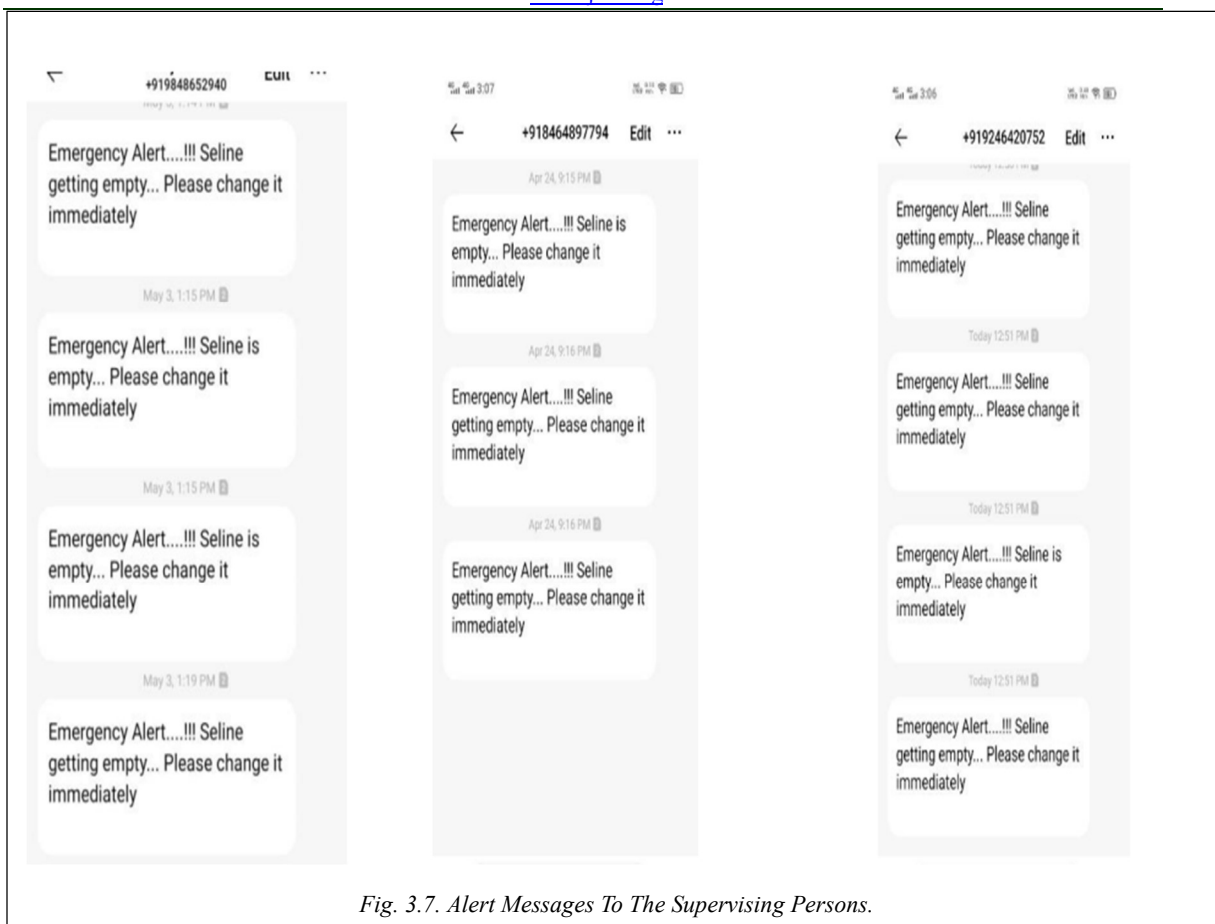 +919848652940
Edit ...
Emergency Alert....!!! Seline
getting empty... Please change it
immediately
May 3, 1:15 PM
Emergency Alert....!!! Seline is
empty... Please change it
immediately
May 3, 1:15 PM
Emergency Alert....!!! Seline is
empty... Please change it
immediately
May 3, 1:19 PM
Emergency Alert....!!! Seline
getting empty... Please change it
immediately
3:07
+918464897794 Edit ...
Apr 24, 9:15 PM
Emergency Alert....!!! Seline is
empty... Please change it
immediately
Apr 24, 9:16 PM
Emergency Alert....!!! Seline
getting empty... Please change it
immediately
Apr 24, 9:16 PM
Emergency Alert....!!! Seline
getting empty... Please change it
immediately
3:06
+919246420752 Edit ...
Emergency Alert....!!! Seline
getting empty... Please change it
immediately
Today 12:51 PM
Emergency Alert....!!! Seline
getting empty... Please change it
immediately
Today 12:51 PM
Emergency Alert....!!! Seline is
empty... Please change it
immediately
Today 12:51 PM
Emergency Alert....!!! Seline
getting empty... Please change it
immediately
Fig. 3.7. Alert Messages To The Supervising Persons.